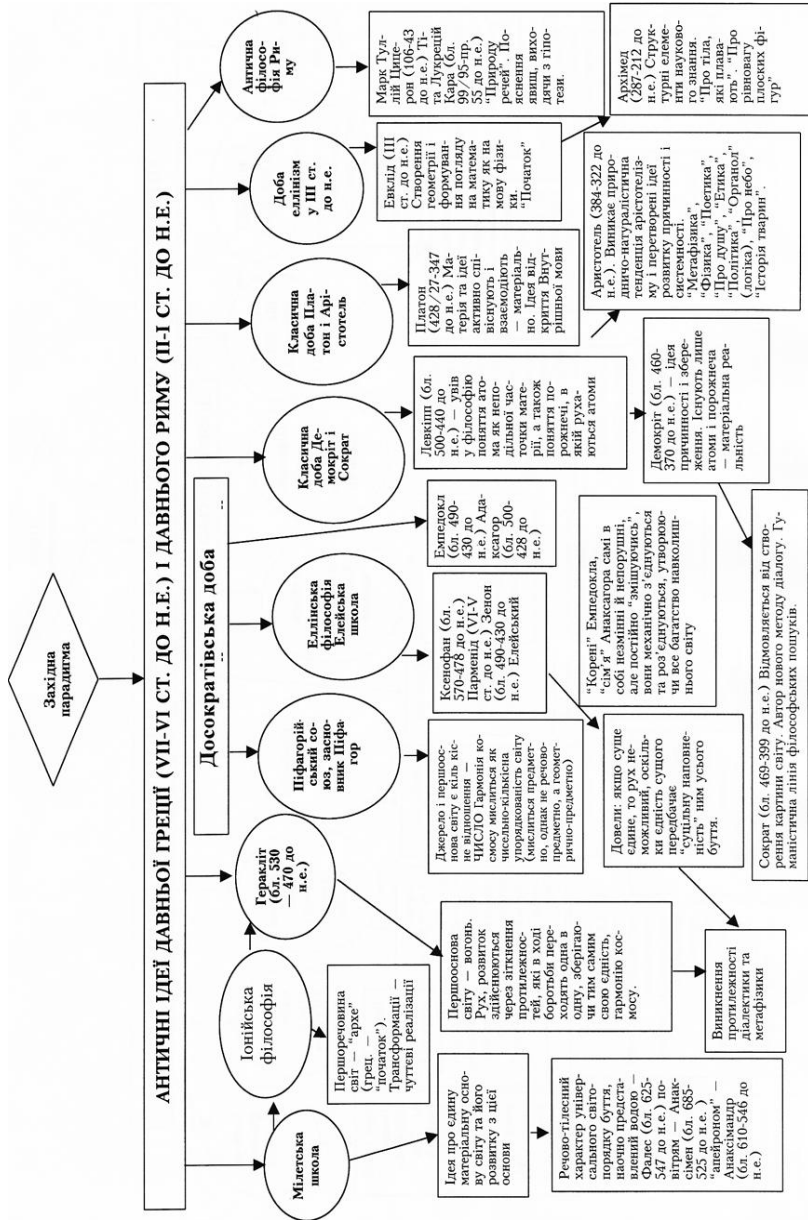 Західна
парадигма
АНТИЧНІ ІДЕЇ ДАВНЬОЇ ГРЕЦІЇ (VII-VI СТ. ДО Н.Е.) І ДАВНЬОГО РИМУ (II-I СТ. ДО Н.Е.)
Досократівська доба
Мілетська
школа
Іонійська
філософія
Геракліт
(бл. 530
— 470 до
н.е.)
Піфагорій-
ський со-
юз, засно-
вник Піфа-
гор
Еллінська
філософія
Елейська
школа
Класична
доба Де-
мокріт і
Сократ
Класична
доба Пла-
тон і Арі-
стотель
Доба
еллінізм
у III ст.
до н.е.
Антична
філосо-
фія Ри-
му
Ідея про єдину
матеріальну осно-
ву світу та його
розвитку з цієї
основи
Речово-тілесний
характер універ-
сального світо-
порядку буття,
наочно предста-
влений водою —
Фалес (бл. 625-
547 до н.е.) по-
вітрям — Анак-
сімен (бл. 685-
525 до н.е. )
“апейроном” —
Анаксімандр
(бл. 610-546 до
н.е.)
Першоречовина
світ — “архе”
(грец. —
“початок”).
Трансформації —
чуттєві реалізації
Першооснова
світу — вогонь.
Рух, розвиток
здійснюються
через зіткнення
протилежнос-
тей, які в ході
боротьби пере-
ходять одна в
одну, зберігаю-
чи тим самим
свою єдність,
гармонію кос-
мосу.
Виникнення
протилежності
діалектики та
метафізики
Джерело і першоос-
нова світу є кіль кіс-
не відношення —
ЧИСЛО Гармонія ко-
смосу мислиться як
чисельно-кількісна
упорядкованість світу
(мислиться предмет-
но, однак не речово-
предметно, а геомет-
рично-предметно)
Ксенофан (бл.
570-478 до н.е.)
Парменід (VI-V
ст. до н.е.) Зенон
(бл. 490-430 до
н.е.) Елейський
Довели: якщо суще
єдине, то рух не-
можливий, оскіль-
ки єдність сущого
передбачає
“суцільну наповне-
ність” ним усього
буття.
Емпедокл
(бл. 490-
430 до
н.е.) Ада-
ксагор
(бл. 500-
428 до
н.е.)
“Корені” Емпедокла,
“сім’я” Анаксагора самі в
собі незмінні й непорушні,
але постійно “змішуючись”,
вони механічно з’єднуються
та роз’єднуються, утворюю-
чи все багатство навколиш-
нього світу
Левкіпп (бл.
500-440 до
н.е.) — увів
у філософію
поняття ато-
ма як непо-
дільної час-
точки мате-
рії, а також
поняття по-
рожнечі, в
якій руха-
ються атоми
Демокріт (бл. 460-
370 до н.е.) — ідея
причинності і збере-
ження. Існують лише
атоми і порожнеча
— матеріальна реа-
льність
Сократ (бл. 469-399 до н.е.) Відмовляється від ство-
рення картини світу. Автор нового методу діалогу. Гу-
маністична лінія філософських пошуків.
Платон
(428/27-347
до н.е.) Ма-
терія та ідеї
активно спі-
віснують і
взаємодіють
— матеріаль-
но. Ідея від-
криття Внут-
рішньої мови
Аристотель (384-322 до
н.е.). Виникає приро-
дничо-натуралістична
тенденція арістотеліз-
му і перетворені ідеї
розвитку причинності і
системності.
“Метафізика”,
“Фізика”, “Поетика”,
“Про душу”, “Етика”,
“Політика”, “Органол”
(логіка), “Про небо”,
“Історія тварин”.
Евклід (III
ст. до н.е.)
Створення
геометрії і
формуван-
ня погляду
на матема-
тику як на
мову фізи-
ки.
“Початок”
Марк Тул-
лій Цице-
рон (106-43
до н.е.) Ті-
та Лукрецій
Кара (бл.
99/95-пр.
55 до н.е.)
“Природу
речей”. По-
яснення
явищ, вихо-
дячи з гіпо-
тези.
Архімед
(287-212 до
н.е.) Струк-
турні елеме-
нти науково-
го знання.
“Про тіла,
які плава-
ють”. “Про
рівновагу
плоских фі-
гур”